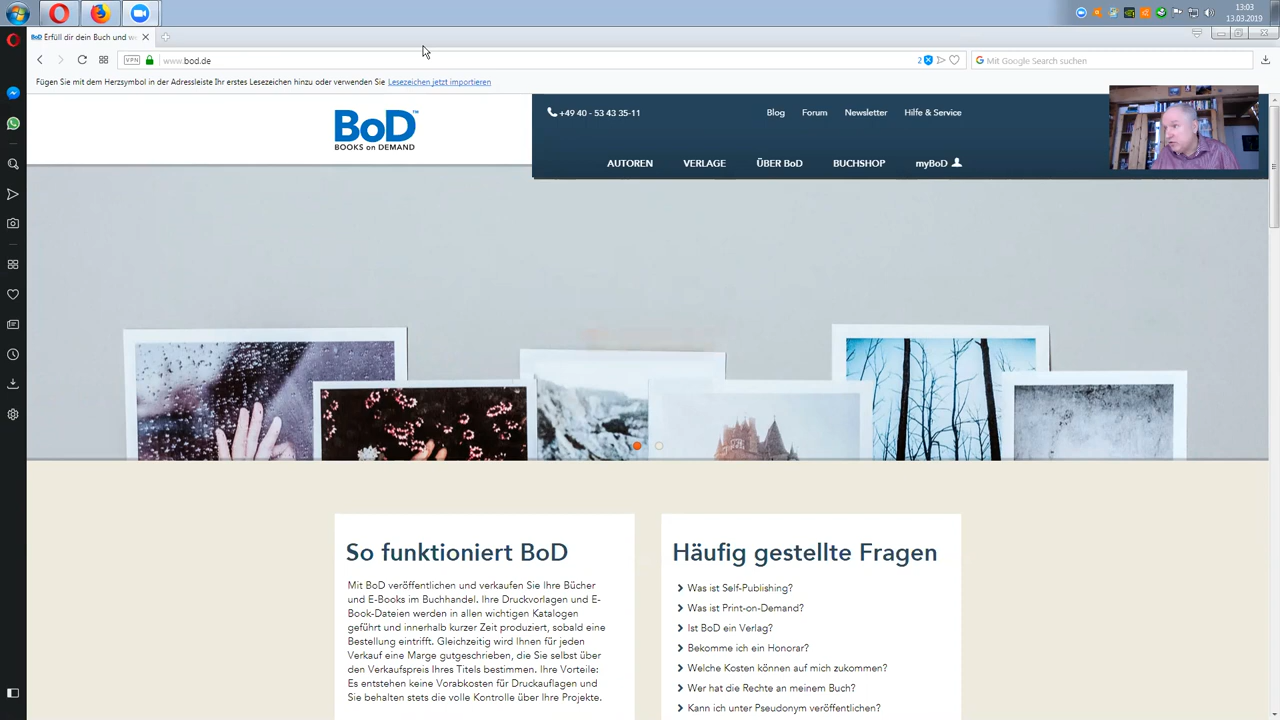 13:03
13.03.2019
BoD Erfüll dir dein Buch und w
VPN www.bod.de
2
Mit Google Search suchen
Fügen Sie mit dem Herzsymbol in der Adressleiste Ihr erstes Lesezeichen hinzu oder verwenden Sie Lesezeichen jetzt importieren
BoD™
BOOKS on DEMAND
+49 40 - 53 43 35-11
Blog Forum Newsletter Hilfe & Service
AUTOREN VERLAGE ÜBER BoD BUCHSHOP myBoD
So funktioniert BoD
Mit BoD veröffentlichen und verkaufen Sie Ihre Bücher
und E-Books im Buchhandel. Ihre Druckvorlagen und E-
Book-Dateien werden in allen wichtigen Katalogen
geführt und innerhalb kurzer Zeit produziert, sobald eine
Bestellung eintrifft. Gleichzeitig wird Ihnen für jeden
Verkauf eine Marge gutgeschrieben, die Sie selbst über
den Verkaufspreis Ihres Titels bestimmen. Ihre Vorteile:
Es entstehen keine Vorabkosten für Druckauflagen und
Sie behalten stets die volle Kontrolle über Ihre Projekte.
Häufig gestellte Fragen
Was ist Self-Publishing?
Was ist Print-on-Demand?
Ist BoD ein Verlag?
Bekomme ich ein Honorar?
Welche Kosten können auf mich zukommen?
Wer hat die Rechte an meinem Buch?
Kann ich unter Pseudonym veröffentlichen?